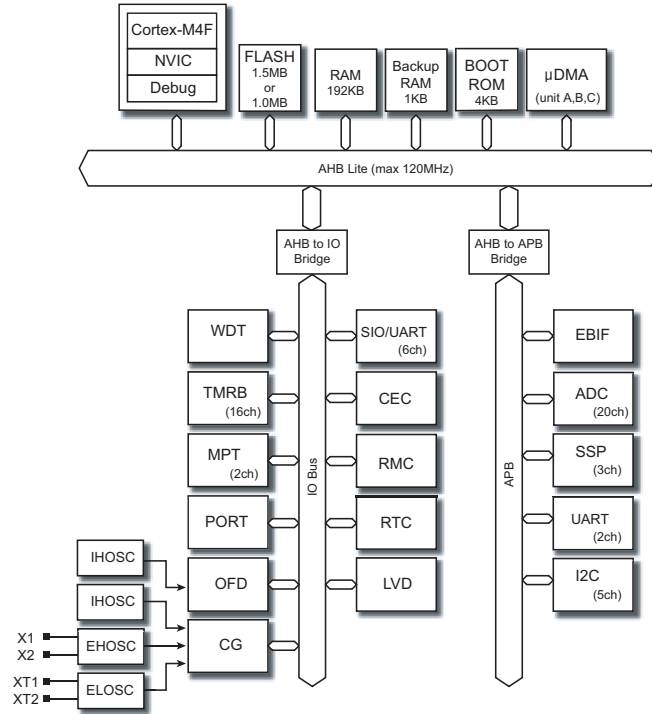 Cortex-M4F
NVIC
Debug
FLASH
1.5MB
or
1.0MB
RAM
192KB
Backup
RAM
1KB
BOOT
ROM
4KB
µDMA
(unit A,B,C)
AHB Lite (max 120MHz)
AHB to IO
Bridge
AHB to APB
Bridge
WDT
SIO/UART
(6ch)
EBIF
TMRB
(16ch)
CEC
ADC
(20ch)
MPT
(2ch)
IO Bus
RMC
APB
SSP
(3ch)
PORT
RTC
UART
(2ch)
IHOSC
OFD
LVD
I2C
(5ch)
IHOSC
X1
X2
EHOSC
CG
XT1
XT2
ELOSC